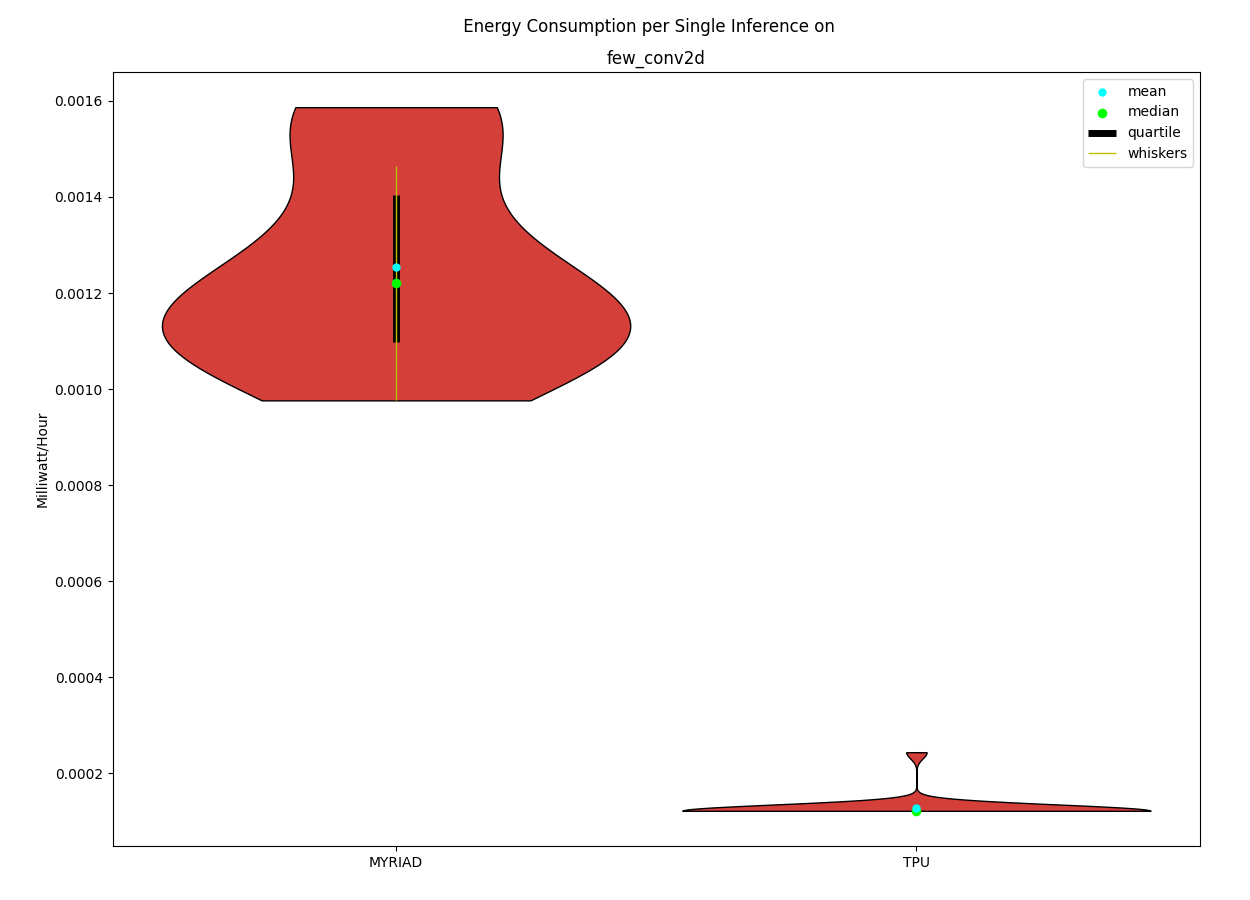 Energy Consumption per Single Inference on
few_conv2d
mean
median
quartile
whiskers
0.0016
0.0014
0.0012
0.0010
0.0008
0.0006
0.0004
0.0002
Milliwatt/Hour
MYRIAD
TPU